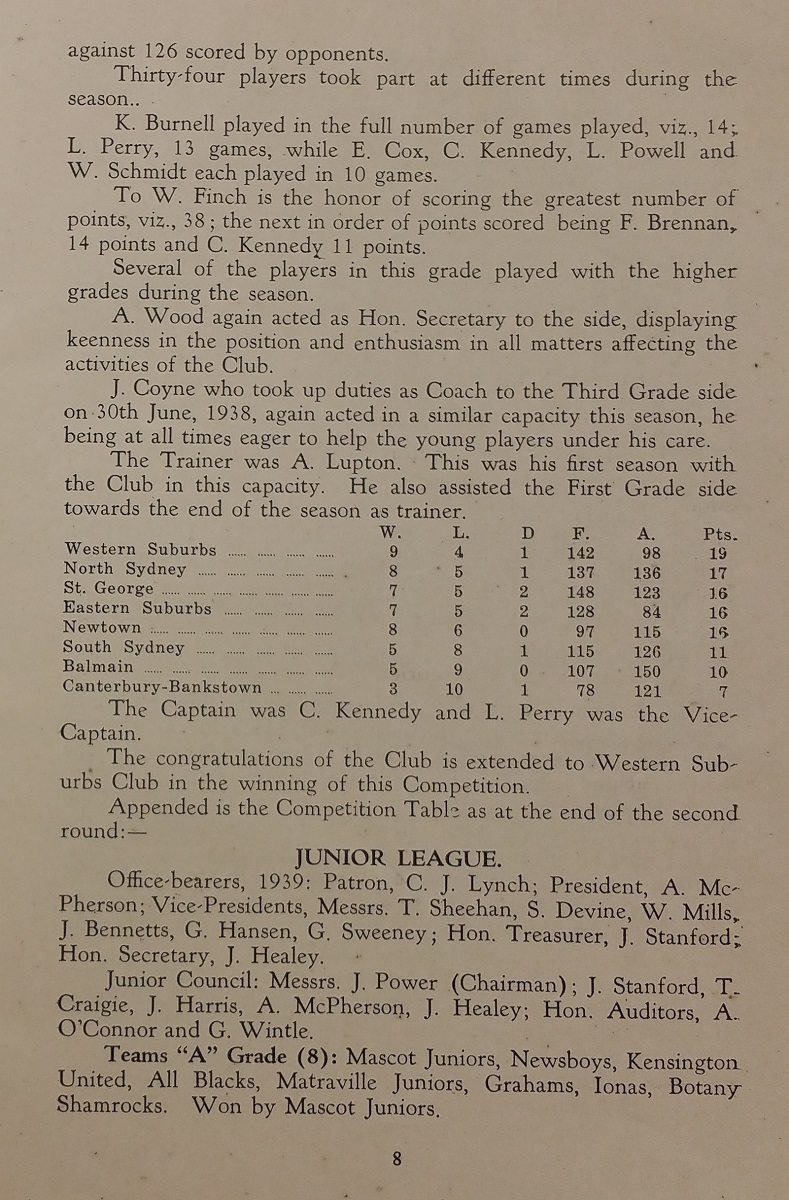 against 126 scored by opponents.
Thirty-four players took part at different times during the
season..
K. Burnell played in the full number of games played, viz., 14;
L. Perry, 13 games, while E. Cox, C. Kennedy, L. Powell and
W. Schmidt each played in 10 games.
To W. Finch is the honor of scoring the greatest number of
points, viz., 38; the next in order of points scored being F. Brennan,
14 points and C. Kennedy 11 points.
Several of the players in this grade played with the higher
grades during the season.
A. Wood again acted as Hon. Secretary to the side, displaying
keenness in the position and enthusiasm in all matters affecting the
activities of the Club.
J. Coyne who took up duties as Coach to the Third Grade side
on 30th June, 1938, again acted in a similar capacity this season, he
being at all times eager to help the young players under his care.
The Trainer was A. Lupton. This was his first season with
the Club in this capacity. He also assisted the First Grade side
towards the end of the season as trainer.
W. L. D F. A. Pts.
Western Suburbs ...... ...... ...... ...... 9 4 1 142 98 19
North Sydney ...... ...... ...... ...... ...... 8 5 1 137 136 17
St. George ...... ...... ...... ...... ...... ...... 7 5 2 148 123 16
Eastern Suburbs ...... ...... ...... ...... 7 5 2 128 84 16
Newtown ...... ...... ...... ...... ...... ...... 8 6 0 97 115 16
South Sydney ...... ...... ...... ...... ...... 5 8 1 115 126 11
Balmain ...... ...... ...... ...... ...... ...... 5 9 0 107 150 10
Canterbury-Bankstown ... ...... ...... 3 10 1 78 121 7
The Captain was C. Kennedy and L. Perry was the Vice-
Captain.
The congratulations of the Club is extended to Western Sub-
urbs Club in the winning of this Competition.
Appended is the Competition Table as at the end of the second
round:—
JUNIOR LEAGUE.
Office-bearers, 1939: Patron, C. J. Lynch; President, A. Mc-
Pherson; Vice-Presidents, Messrs. T. Sheehan, S. Devine, W. Mills,
J. Bennetts, G. Hansen, G. Sweeney; Hon. Treasurer, J. Stanford;
Hon. Secretary, J. Healey.
Junior Council: Messrs. J. Power (Chairman); J. Stanford, T.
Craigie, J. Harris, A. McPherson, J. Healey; Hon. Auditors, A.
O'Connor and G. Wintle.
Teams "A" Grade (8): Mascot Juniors, Newsboys, Kensington
United, All Blacks, Matraville Juniors, Grahams, Ionas, Botany
Shamrocks. Won by Mascot Juniors.
8